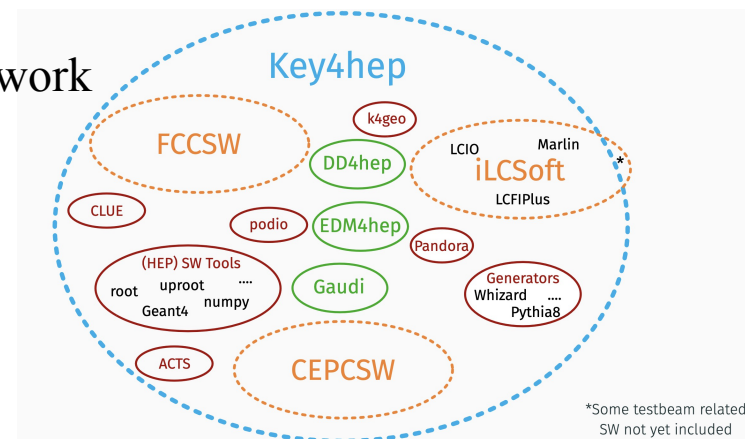 work
Key4hep
k4geo
FCCSW
DD4hep
LCIO
Marlin
iLCSoft
*
LCFIPlus
CLUE
podio
EDM4hep
Pandora
(HEP) SW Tools
root
uproot
....
Geant4
numpy
Gaudi
Generators
Whizard
....
Pythia8
ACTS
CEPCSW
*Some testbeam related
SW not yet included